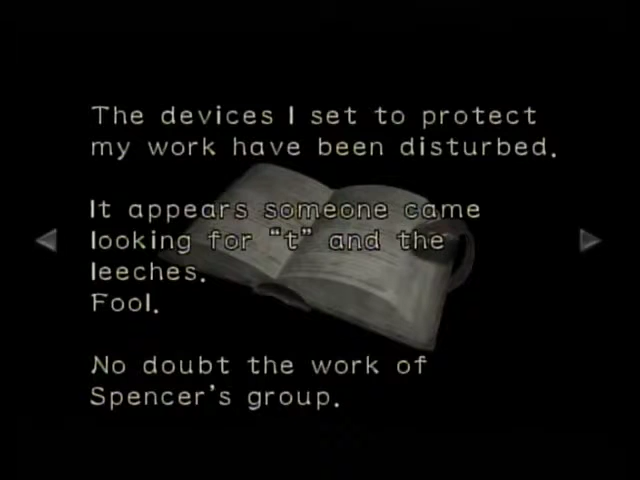 The devices I set to protect
my work have been disturbed.
It appears someone came
looking for “t” and the
leeches.
Fool.
No doubt the work of
Spencer's group.